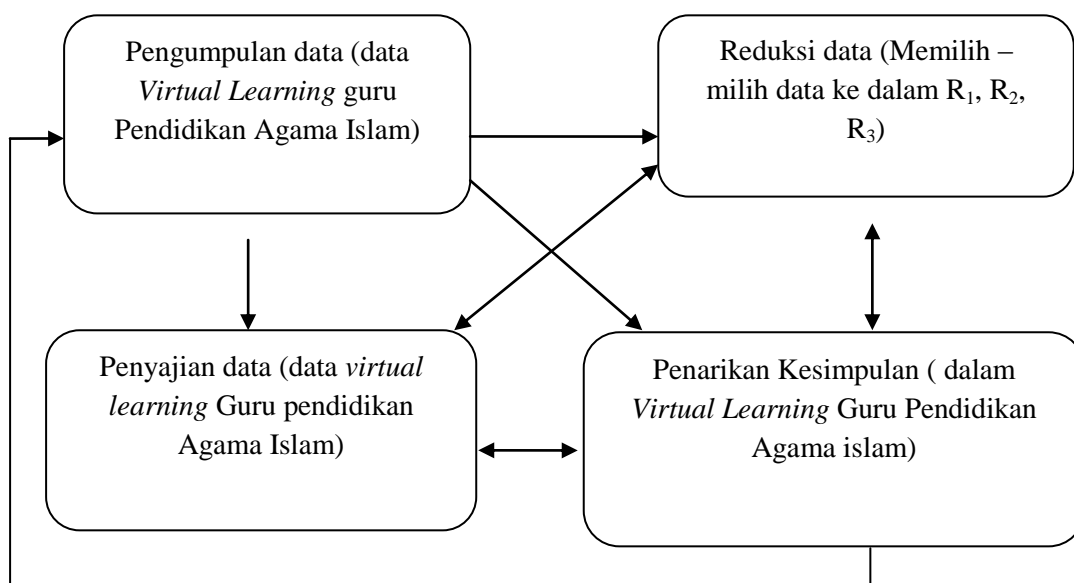 Pengumpulan data (data
Virtual Learning guru
Pendidikan Agama Islam)
Reduksi data (Memilih –
milih data ke dalam R₁, R₂,
R₃)
Penyajian data (data virtual
learning Guru pendidikan
Agama Islam)
Penarikan Kesimpulan ( dalam
Virtual Learning Guru Pendidikan
Agama islam)